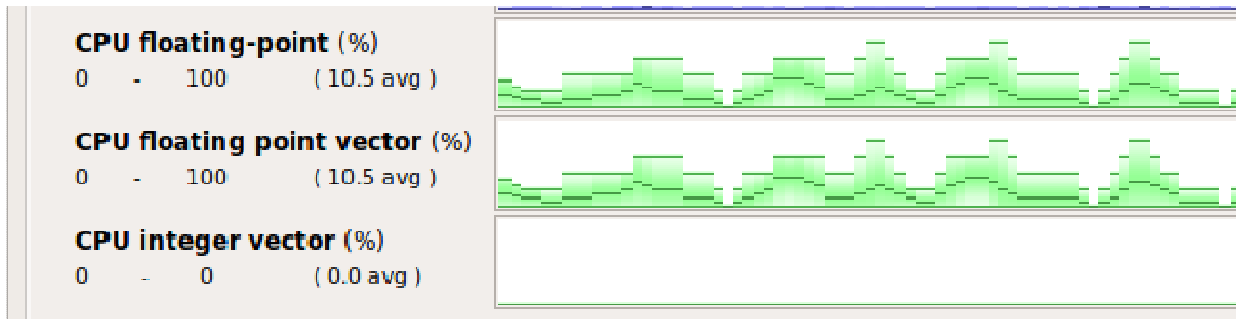 CPU floating-point (%)
0 - 100 ( 10.5 avg )
CPU floating point vector (%)
0 - 100 ( 10.5 avg )
CPU integer vector (%)
0 - 0 ( 0.0 avg )